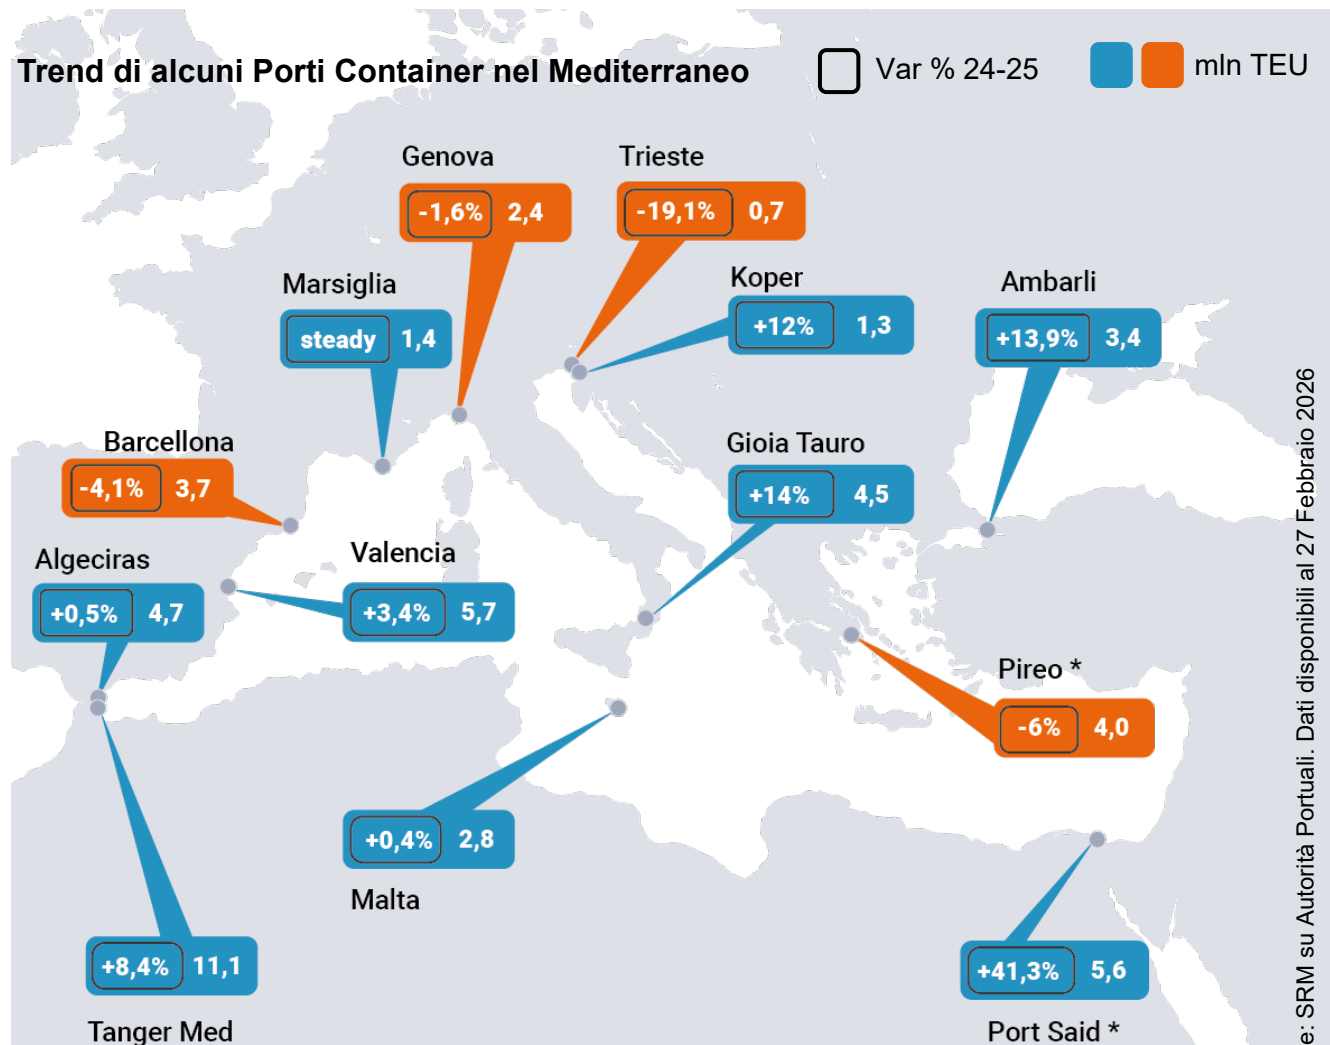 Trend di alcuni Porti Container nel Mediterraneo
Var % 24-25
mln TEU
Genova
-1,6% 2,4
Trieste
-19,1% 0,7
Marsiglia
steady 1,4
Koper
+12% 1,3
Ambarli
+13,9% 3,4
Barcellona
-4,1% 3,7
Gioia Tauro
+14% 4,5
Algeciras
+0,5% 4,7
Valencia
+3,4% 5,7
Pireo *
-6% 4,0
+0,4% 2,8
Malta
+8,4% 11,1
Tanger Med
+41,3% 5,6
Port Said *
e: SRM su Autorità Portuali. Dati disponibili al 27 Febbraio 2026